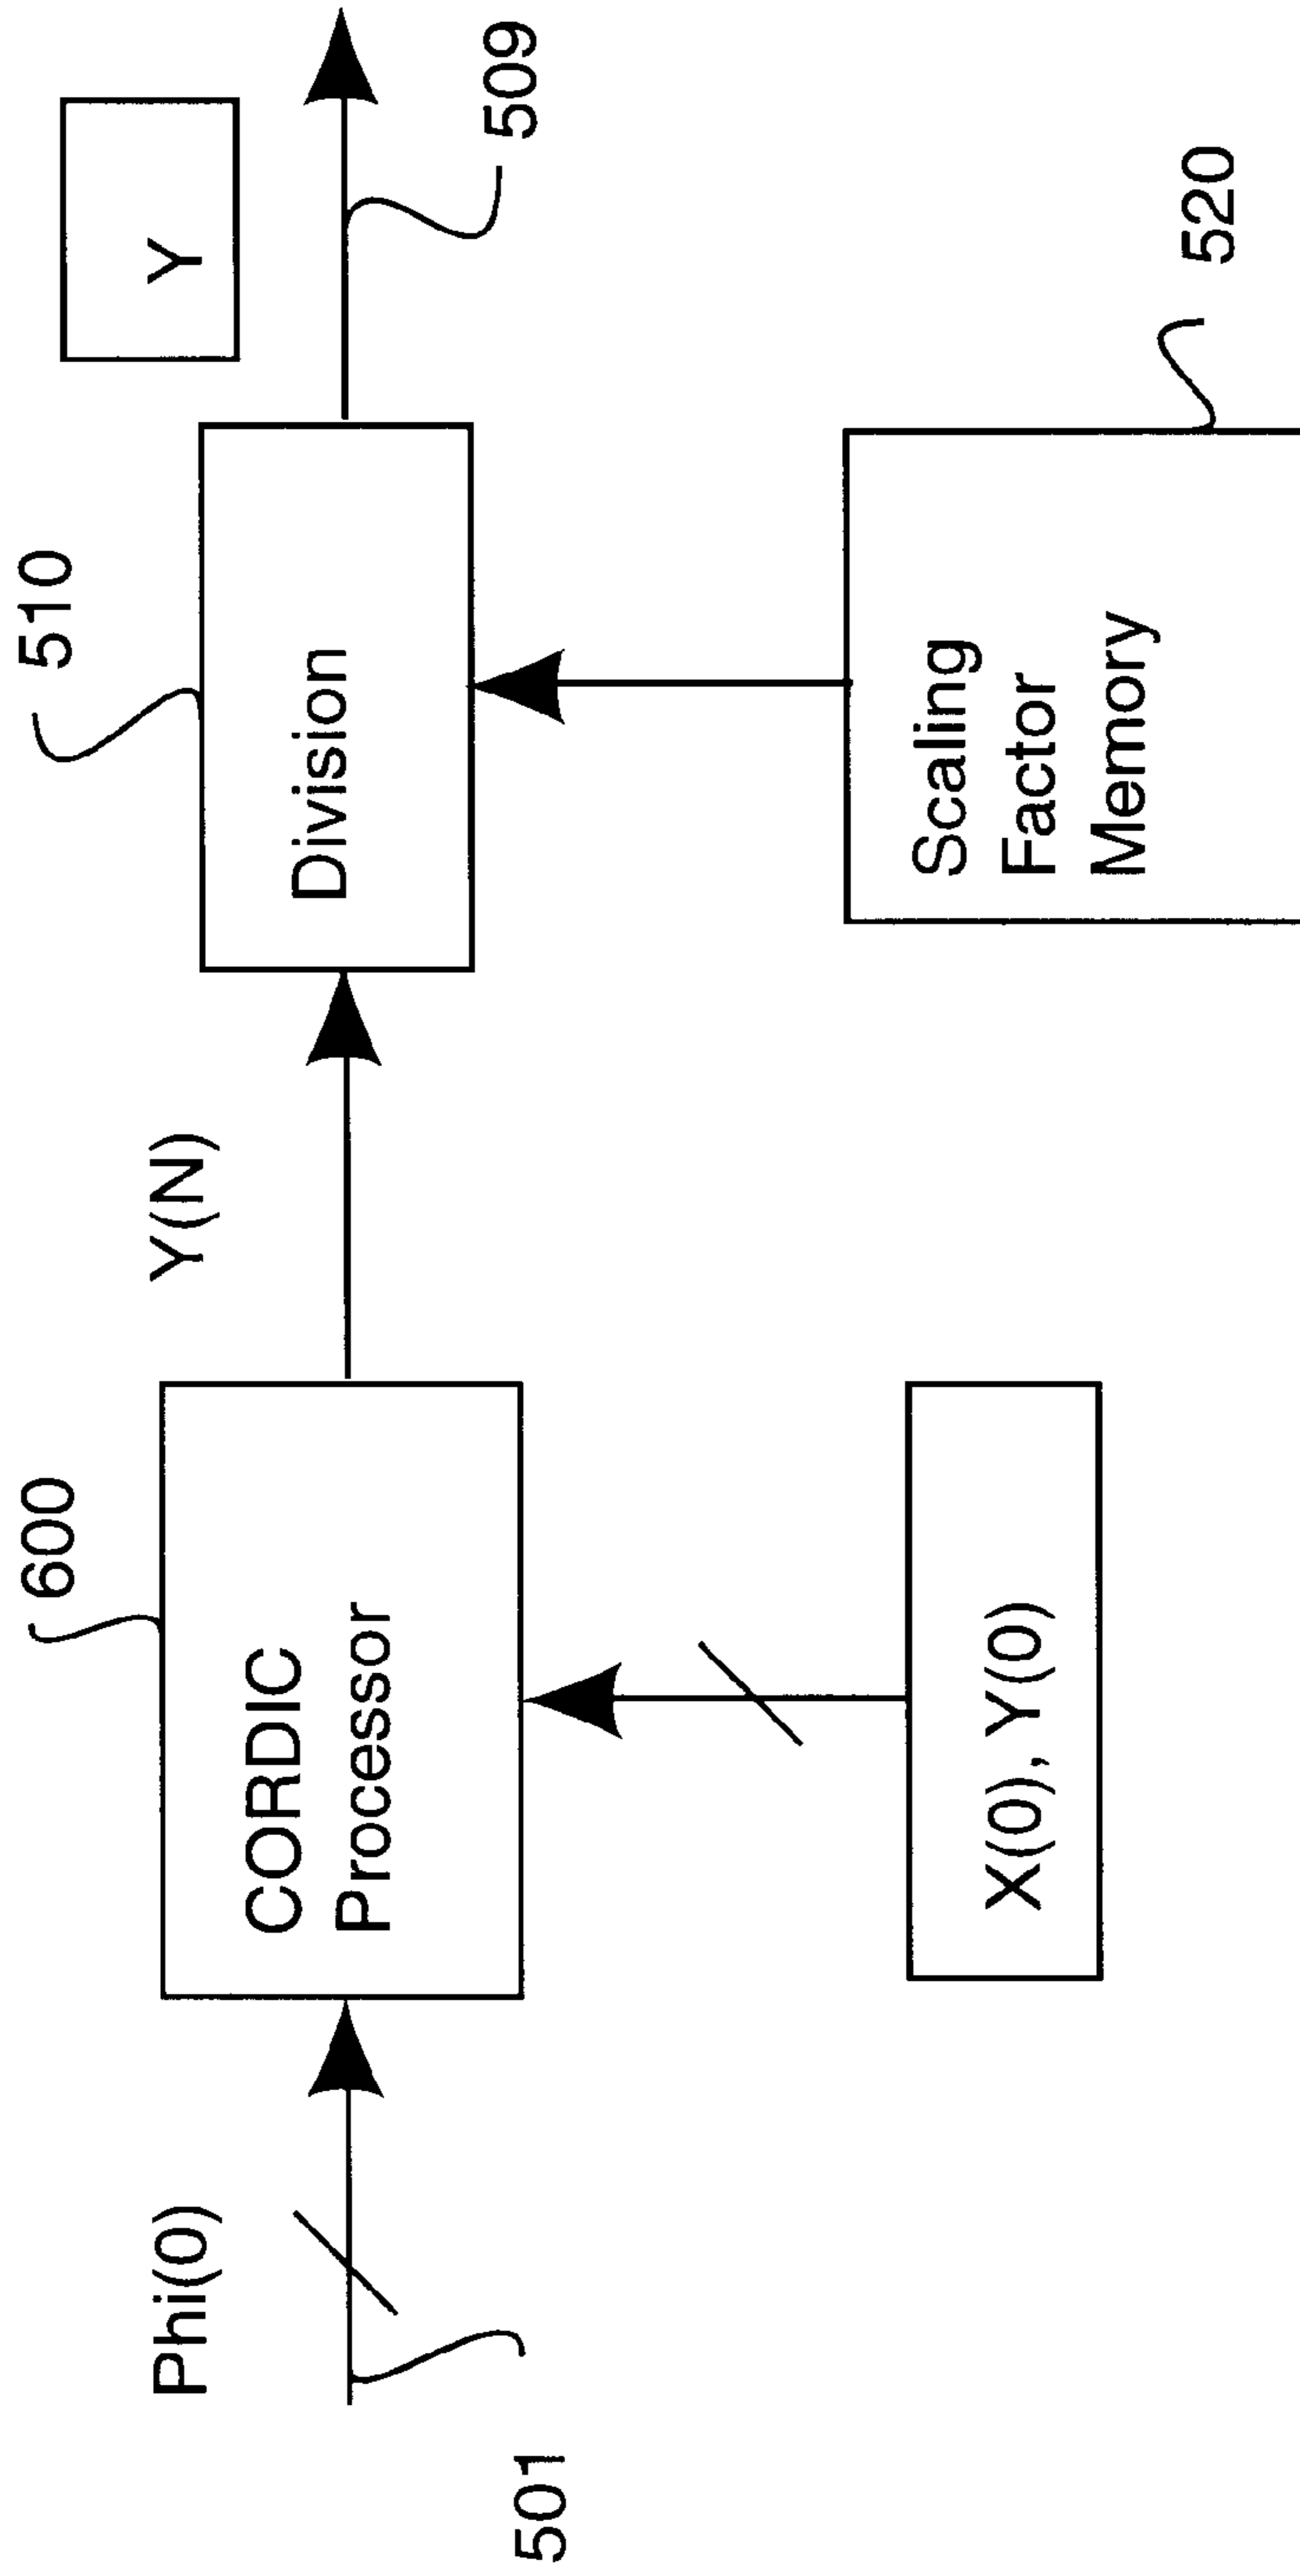 600
510
Phi(0)
Y(N)
Y
CORDIC
Processor
Division
501
509
X(0), Y(0)
Scaling
Factor
Memory
520